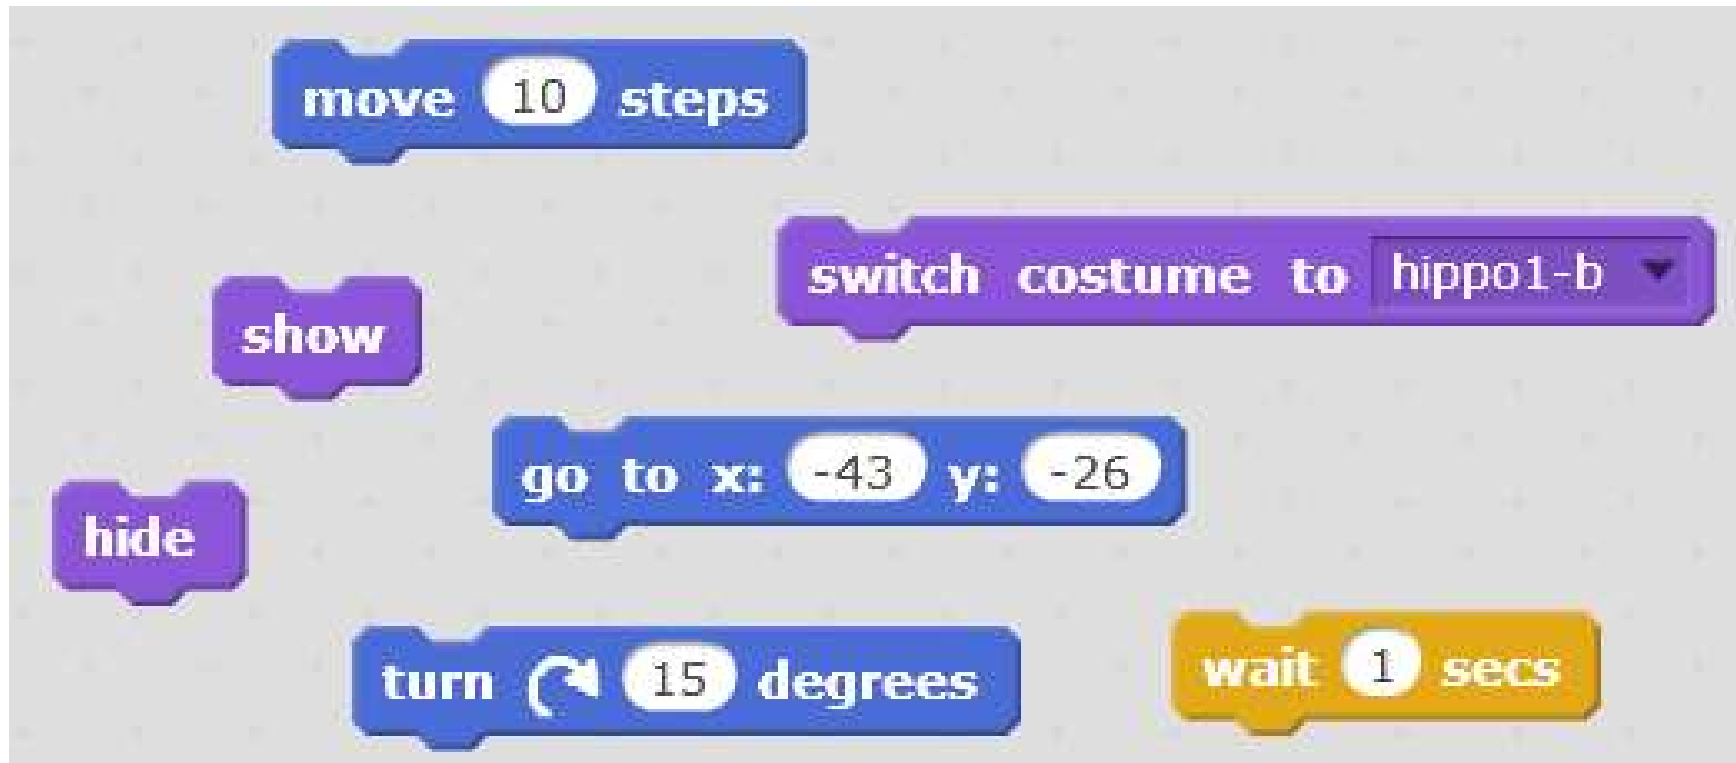 move 10 steps
switch costume to hippo1-b
show
go to x: -43 y: -26
hide
turn 15 degrees
wait 1 secs